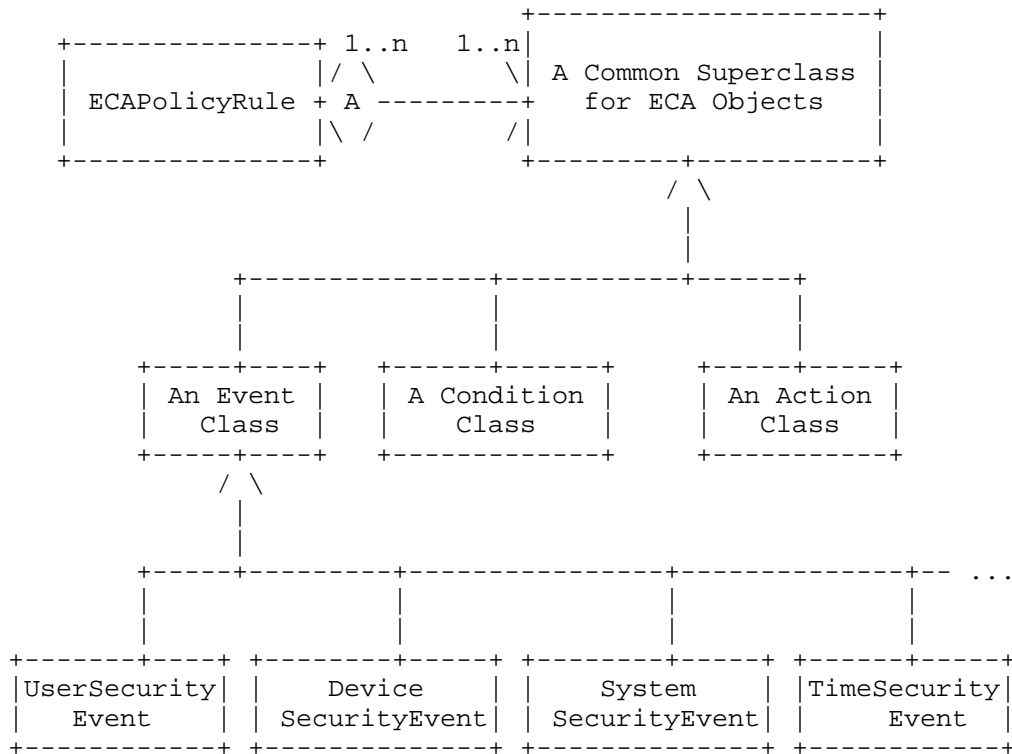 1..n 1..n
A Common Superclass
ECAPolicyRule A for ECA Objects
An Event A Condition An Action
Class Class Class
...
UserSecurity Device System TimeSecurity
Event SecurityEvent SecurityEvent Event